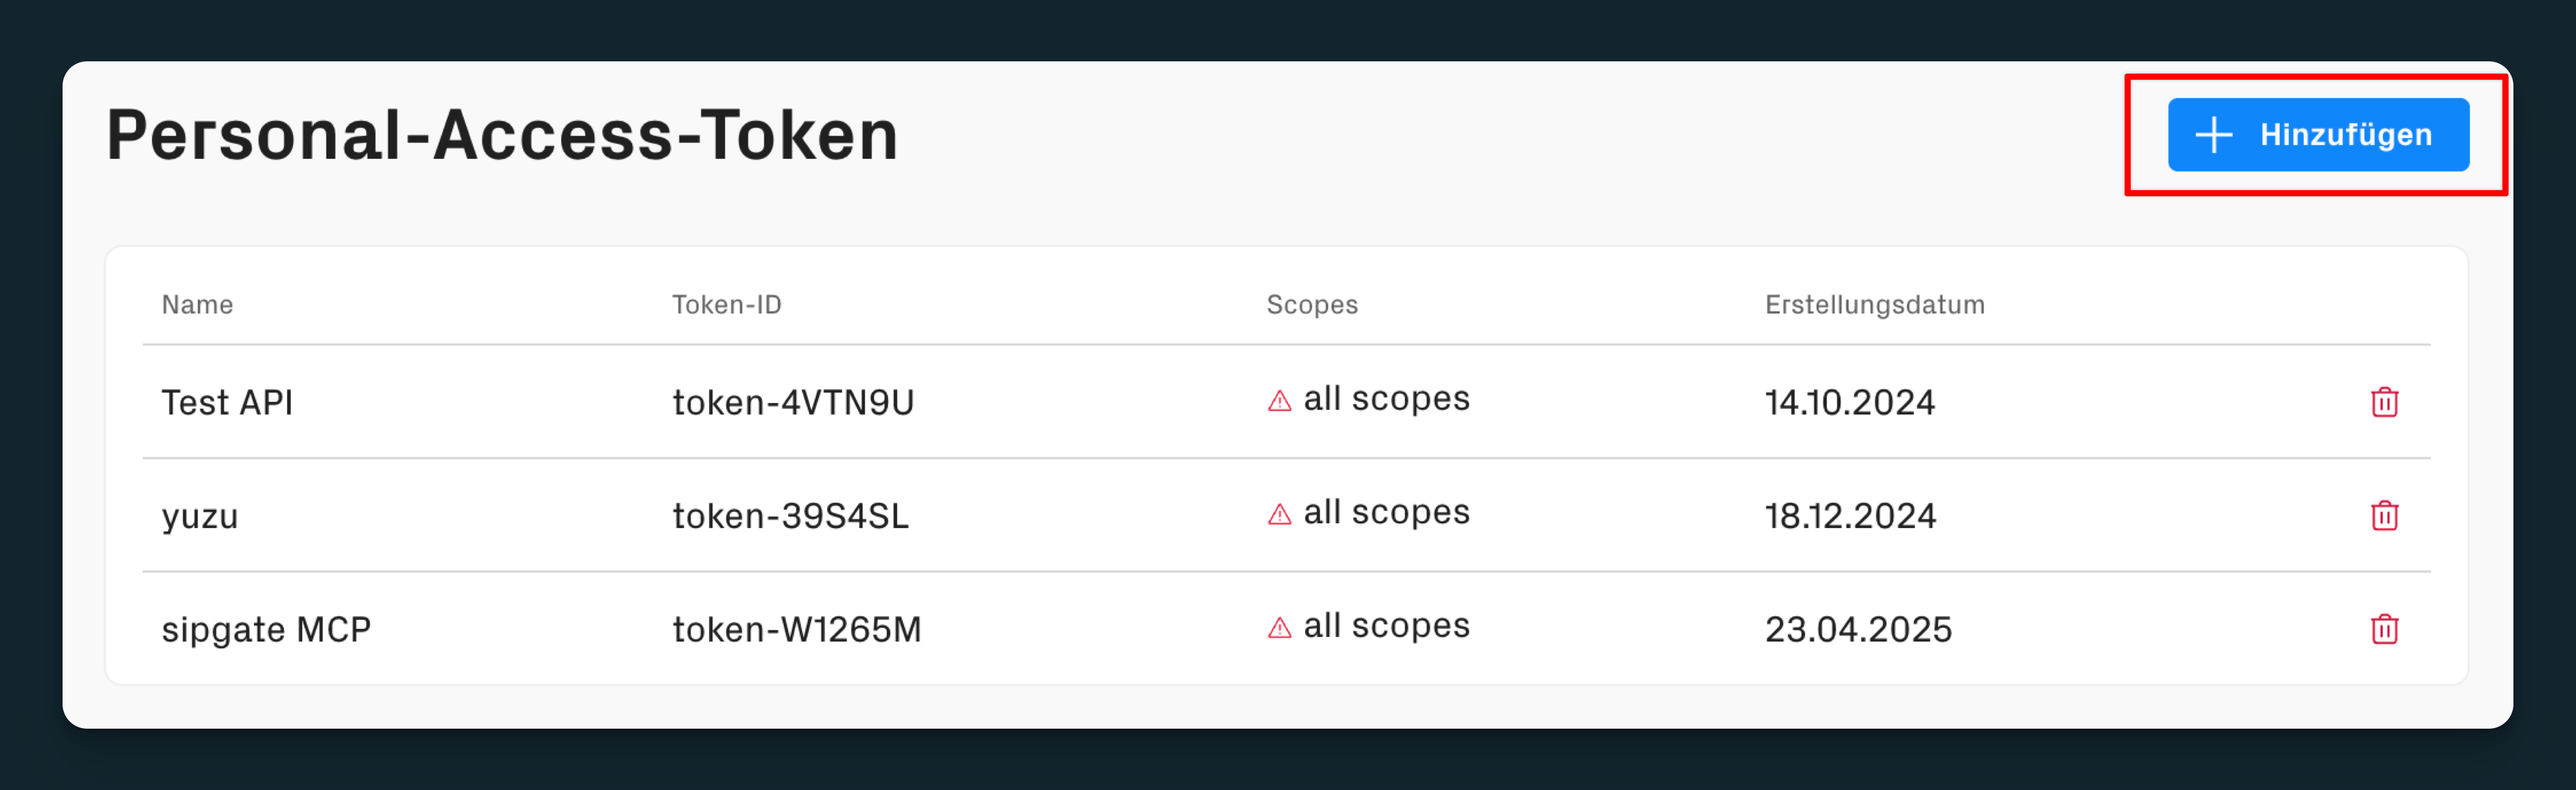 Personal-Access-Token
Hinzufügen
Name Token-ID Scopes Erstellungsdatum
Test API token-4VTN9U all scopes 14.10.2024
yuzu token-39S4SL all scopes 18.12.2024
sipgate MCP token-W1265M all scopes 23.04.2025